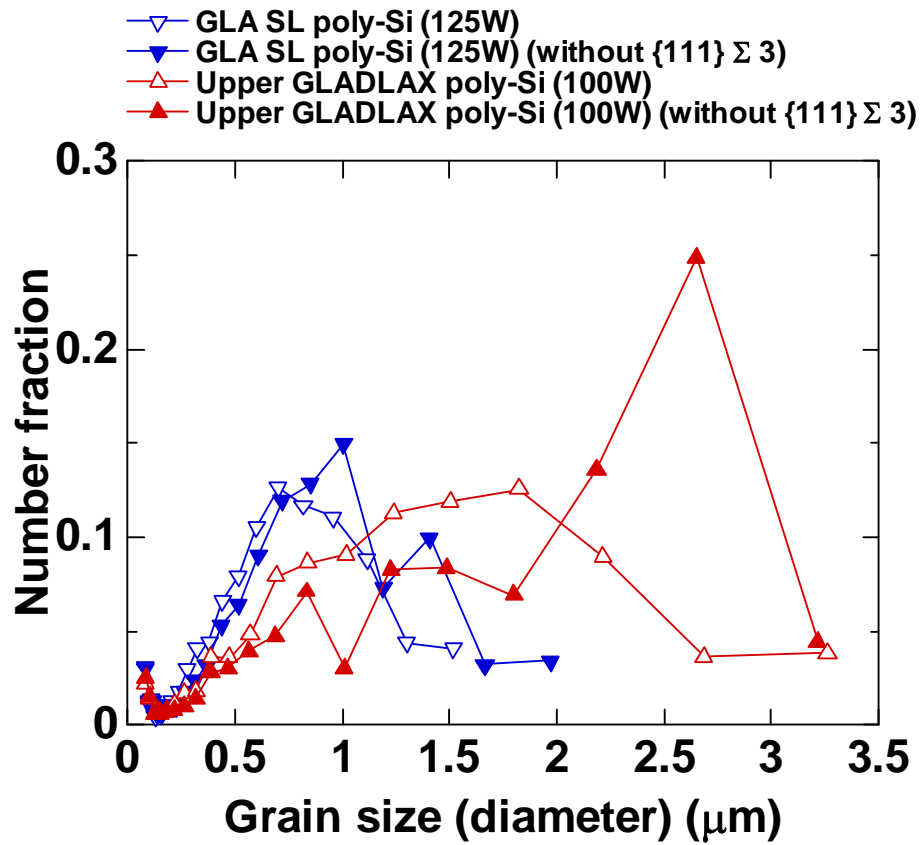 GLA SL poly-Si (125W)
GLA SL poly-Si (125W) (without {111} Σ 3)
Upper GLADLAX poly-Si (100W)
Upper GLADLAX poly-Si (100W) (without {111} Σ 3)
0.3
0.2
0.1
0
Number fraction
0 0.5 1 1.5 2 2.5 3 3.5
Grain size (diameter) (μm)